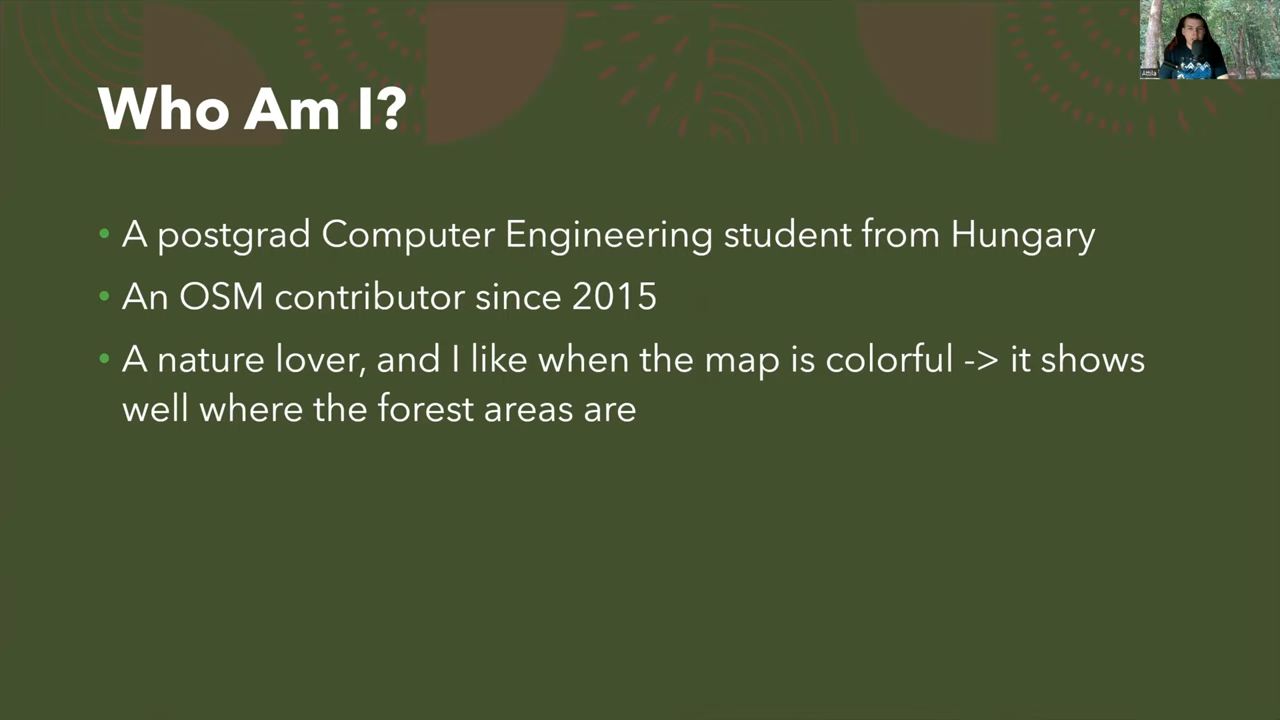 Who Am I?
• A postgrad Computer Engineering student from Hungary
• An OSM contributor since 2015
• A nature lover, and I like when the map is colorful -> it shows
well where the forest areas are
Attila